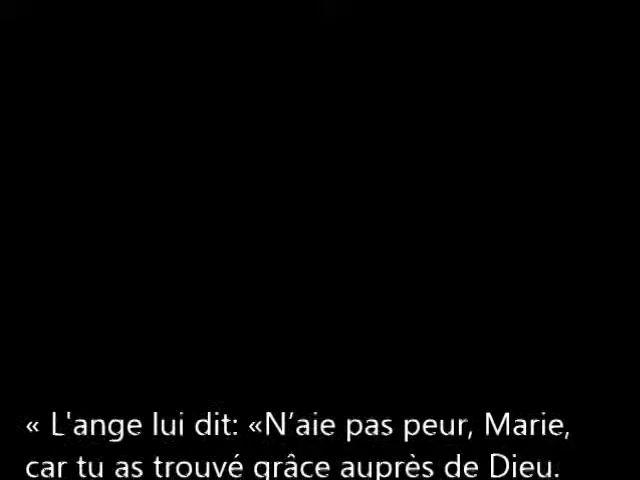 « L'ange lui dit: «N’aie pas peur, Marie,
car tu as trouvé grâce auprès de Dieu.